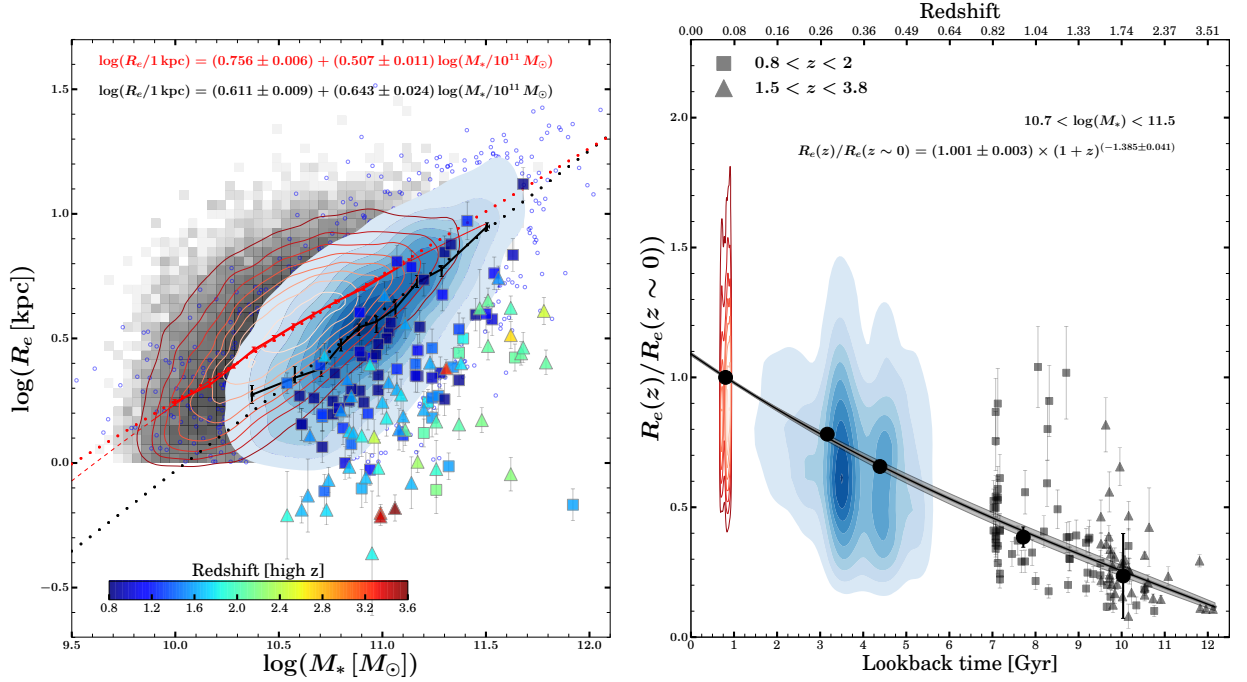 log(R_e/1 kpc) = (0.756 ± 0.006) + (0.507 ± 0.011) log(M_*/10^11 M_⊙)
log(R_e/1 kpc) = (0.611 ± 0.009) + (0.643 ± 0.024) log(M_*/10^11 M_⊙)
log(R_e [kpc])
1.5
1.0
0.5
0.0
−0.5
Redshift [high z]
0.8 1.2 1.6 2.0 2.4 2.8 3.2 3.6
9.5 10.0 10.5 11.0 11.5 12.0
log(M_* [M_⊙])
Redshift
0.00 0.08 0.16 0.26 0.36 0.49 0.64 0.82 1.04 1.33 1.74 2.37 3.51
0.8 < z < 2
1.5 < z < 3.8
10.7 < log(M_*) < 11.5
R_e(z)/R_e(z ∼ 0) = (1.001 ± 0.003) × (1 + z)^(−1.385±0.041)
R_e(z)/R_e(z ∼ 0))
2.0
1.5
1.0
0.5
0.0
0 1 2 3 4 5 6 7 8 9 10 11 12
Lookback time [Gyr]